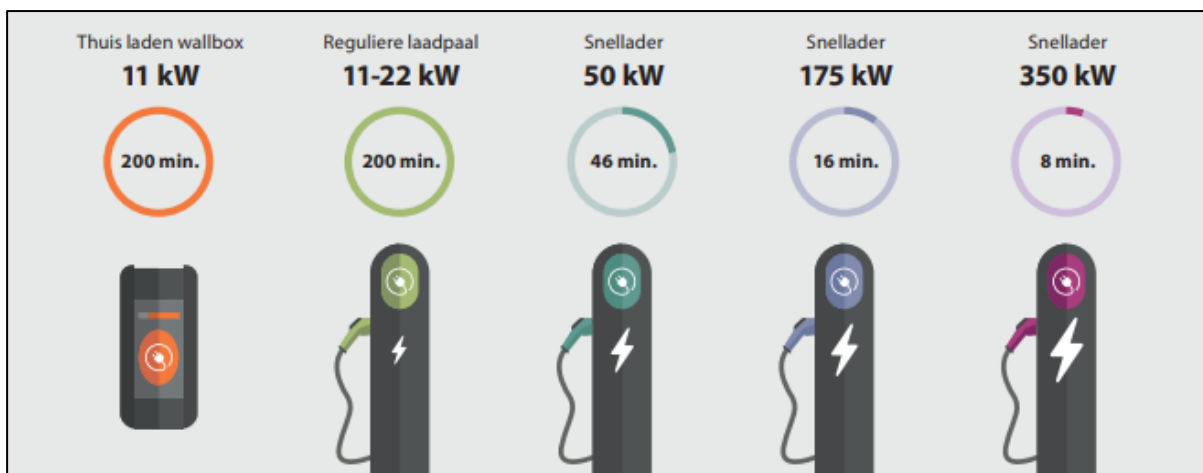 Thuis laden wallbox
11 kW
200 min.
Reguliere laadpaal
11-22 kW
200 min.
Snellader
50 kW
46 min.
Snellader
175 kW
16 min.
Snellader
350 kW
8 min.